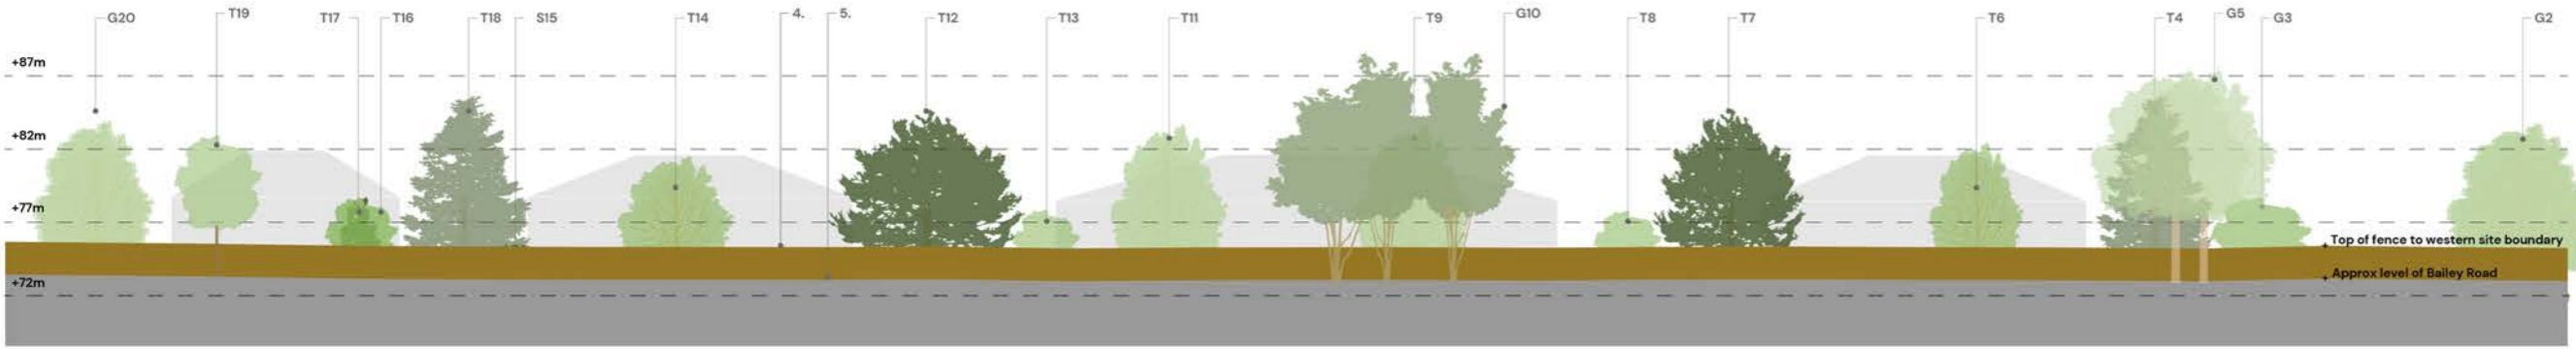 G20
T19
T17
T16
T18
S15
T14
4.
5.
T12
T13
T11
T9
G10
T8
T7
T6
T4
G5
G3
G2
+87m
+82m
+77m
Top of fence to western site boundary
Approx level of Bailey Road
+72m